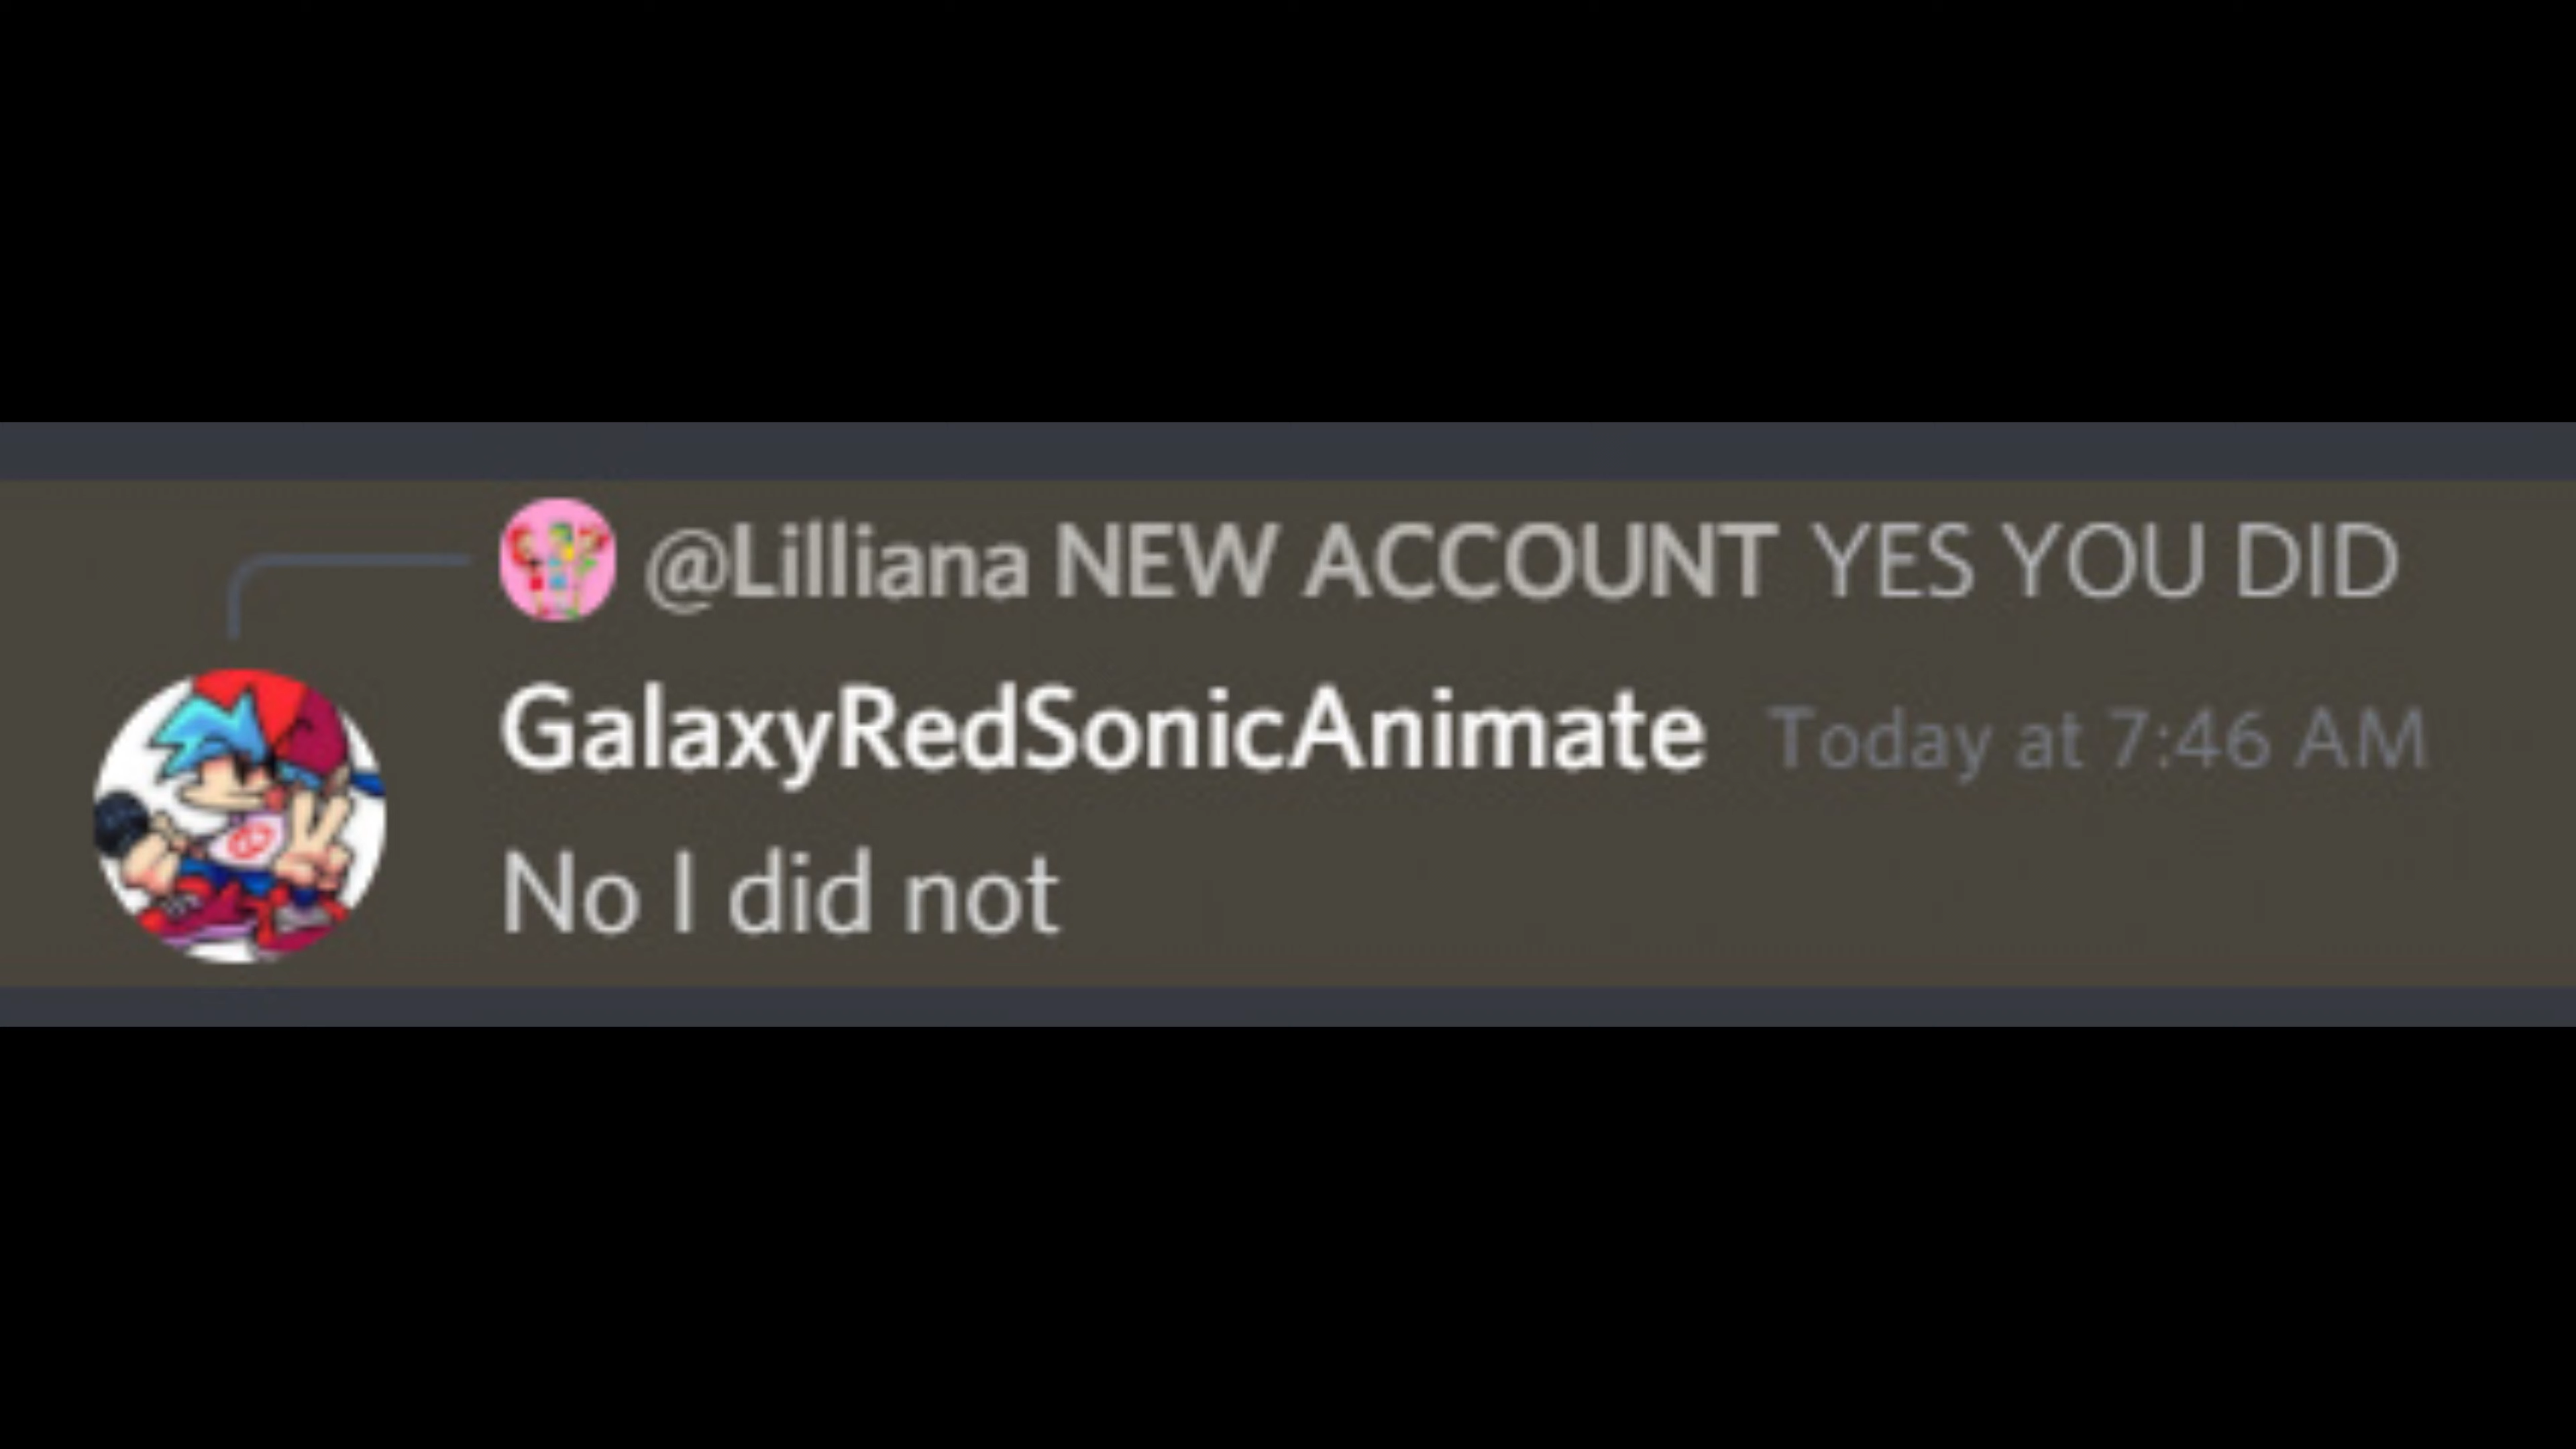 @Lilliana NEW ACCOUNT YES YOU DID
GalaxyRedSonicAnimate Today at 7:46 AM
No I did not